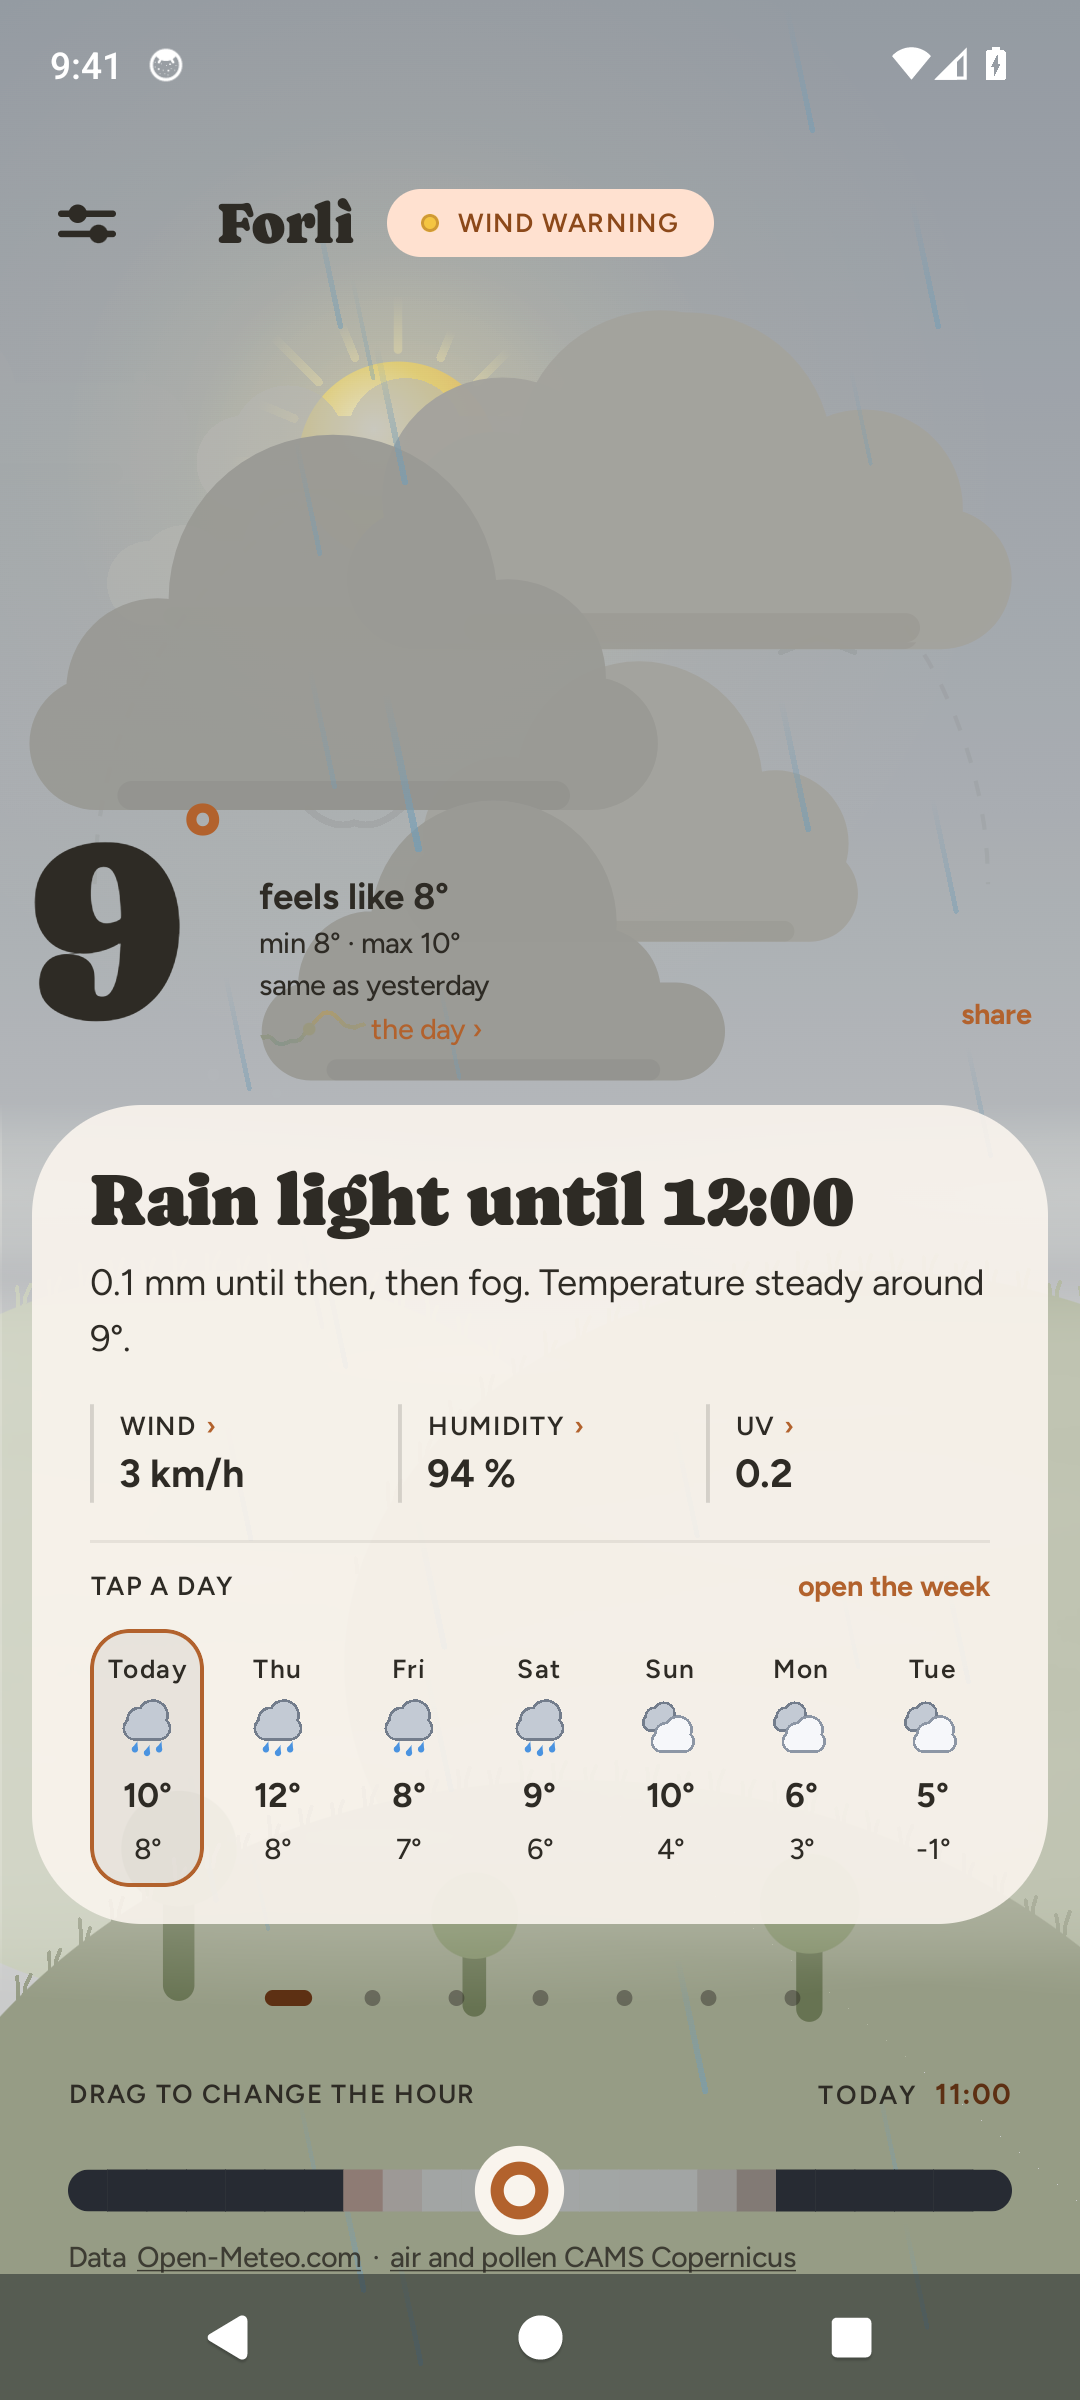 9:41
Forlì
WIND WARNING
9°
feels like 8°
min 8° · max 10°
same as yesterday
the day ›
share
Rain light until 12:00
0.1 mm until then, then fog. Temperature steady around
9°.
WIND › HUMIDITY › UV ›
3 km/h 94 % 0.2
TAP A DAY open the week
Today Thu Fri Sat Sun Mon Tue
10° 12° 8° 9° 10° 6° 5°
8° 8° 7° 6° 4° 3° -1°
DRAG TO CHANGE THE HOUR TODAY 11:00
Data Open-Meteo.com · air and pollen CAMS Copernicus